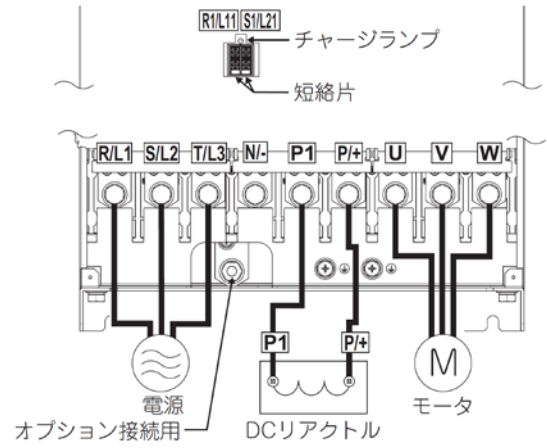 R1/L11 S1/L21
チャージランプ
短絡片
R/L1 S/L2 T/L3 N/- P1 P/+ U V W
P1 P/+
M
電源
モータ
オプション接続用
DCリアクトル